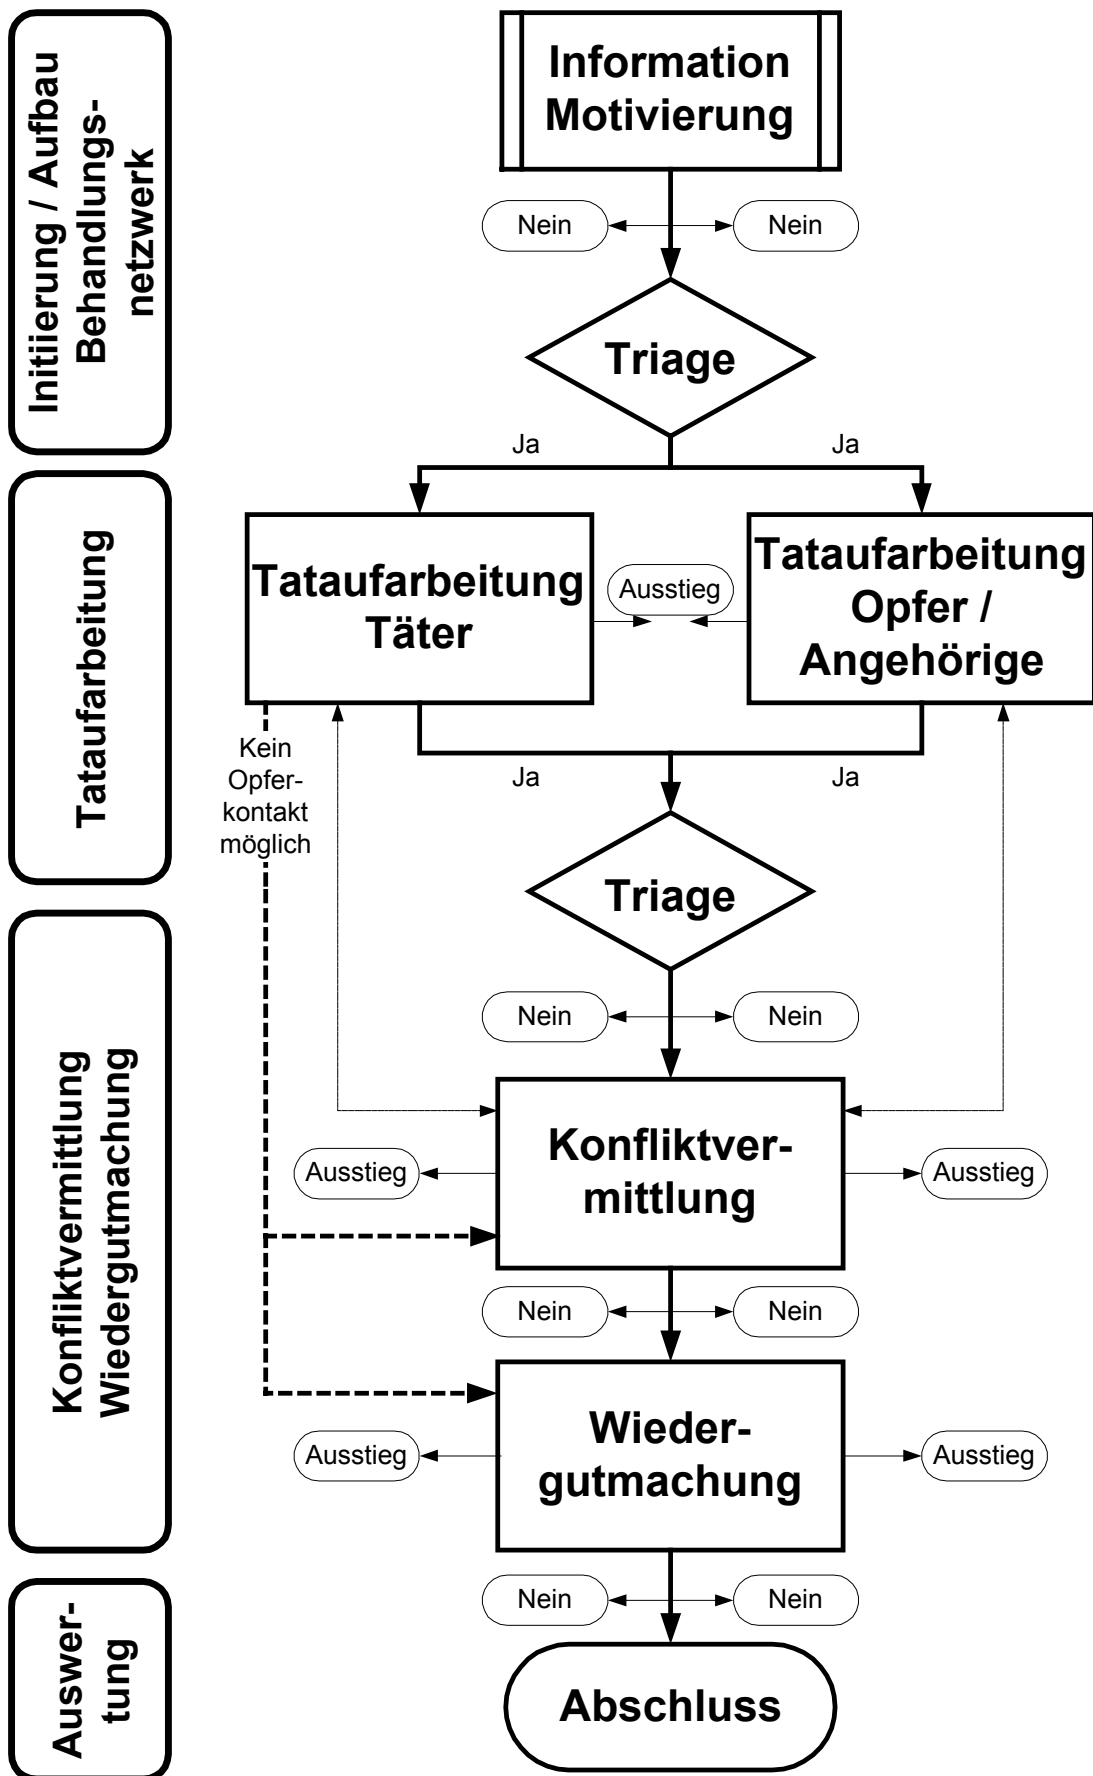 Initiierung / Aufbau
Behandlungs-
netzwerk
Information
Motivierung
Nein
Nein
Triage
Ja
Ja
Tataufarbeitung
Tataufarbeitung
Täter
Ausstieg
Tataufarbeitung
Opfer /
Angehörige
Kein
Opfer-
kontakt
möglich
Ja
Ja
Triage
Konfliktvermittlung
Wiedergutmachung
Nein
Nein
Konfliktver-
mittlung
Ausstieg
Ausstieg
Nein
Nein
Wieder-
gutmachung
Ausstieg
Ausstieg
Auswer-
tung
Nein
Nein
Abschluss